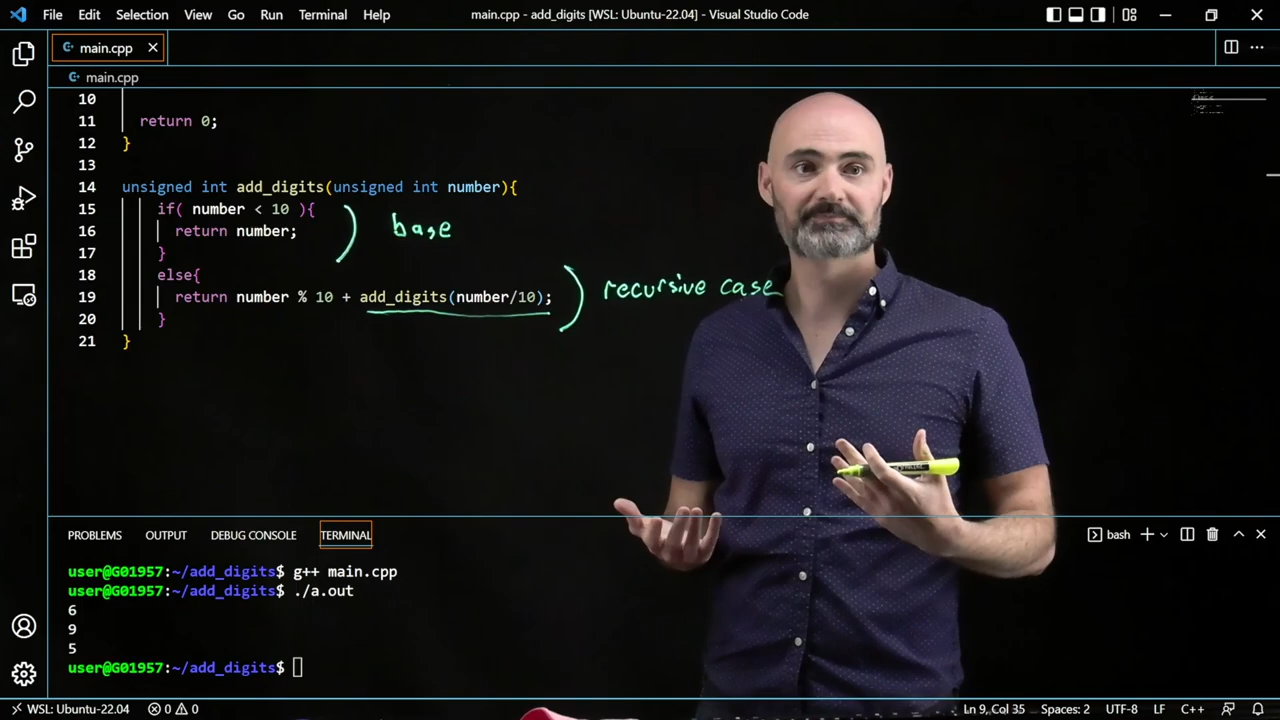 File Edit Selection View Go Run Terminal Help main.cpp - add_digits [WSL: Ubuntu-22.04] - Visual Studio Code
main.cpp
main.cpp
10
11 return 0;
12 }
13
14 unsigned int add_digits(unsigned int number){
15 if( number < 10 ){
16 return number;
17 }
base
18 else{
19 return number % 10 + add_digits(number/10);
20 }
recursive case
21 }
PROBLEMS OUTPUT DEBUG CONSOLE TERMINAL bash
user@G01957:~/add_digits$ g++ main.cpp
user@G01957:~/add_digits$ ./a.out
6
9
5
user@G01957:~/add_digits$
WSL: Ubuntu-22.04 0 0 Ln 9, Col 35 Spaces: 2 UTF-8 LF C++